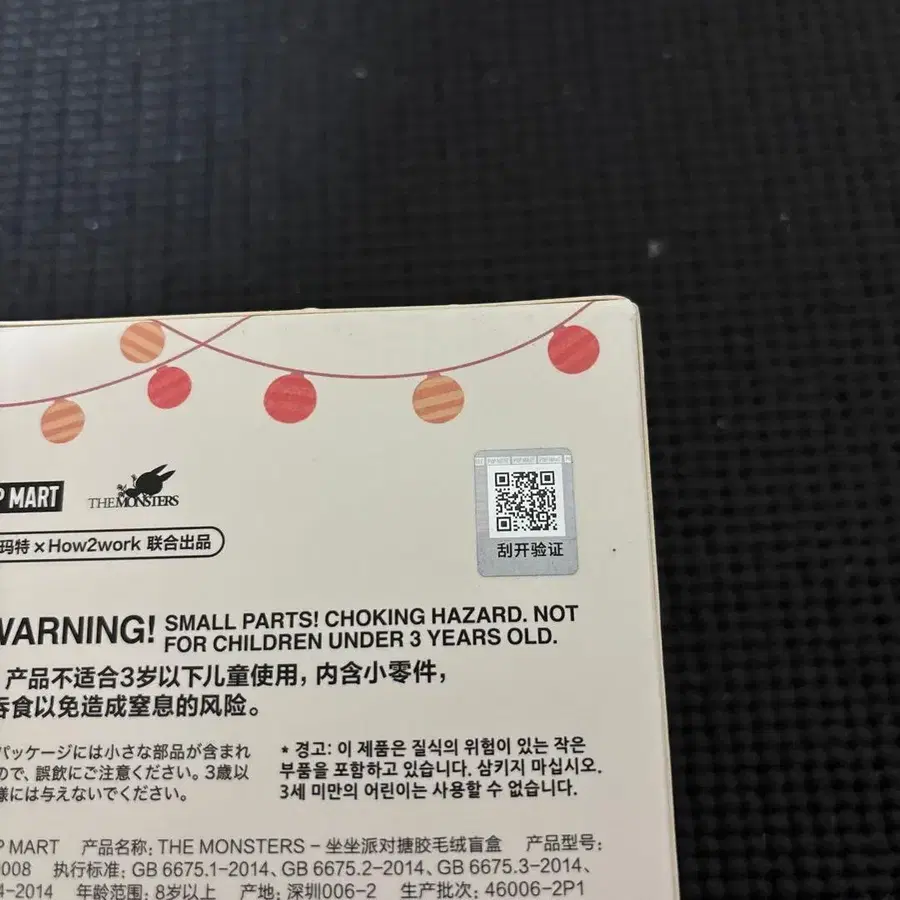 P MART THE MONSTERS
玛特 × How2work 联合出品
刮开验证
WARNING! SMALL PARTS! CHOKING HAZARD. NOT
FOR CHILDREN UNDER 3 YEARS OLD.
产品不适合3岁以下儿童使用，内含小零件，
吞食以免造成窒息的风险。
パッケージには小さな部品が含まれ
ので、誤飲にご注意ください。3歳以
様には与えないでください。
* 경고: 이 제품은 질식의 위험이 있는 작은
부품을 포함하고 있습니다. 삼키지 마십시오.
3세 미만의 어린이는 사용할 수 없습니다.
P MART 产品名称: THE MONSTERS – 坐坐派对搪胶毛绒盲盒 产品型号:
008 执行标准: GB 6675.1-2014、GB 6675.2-2014、GB 6675.3-2014、
4-2014 年龄范围: 8岁以上 产地: 深圳006-2 生产批次: 46006-2P1